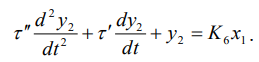 τ″ d²y₂/dt² + τ′ dy₂/dt + y₂ = K₆x₁.